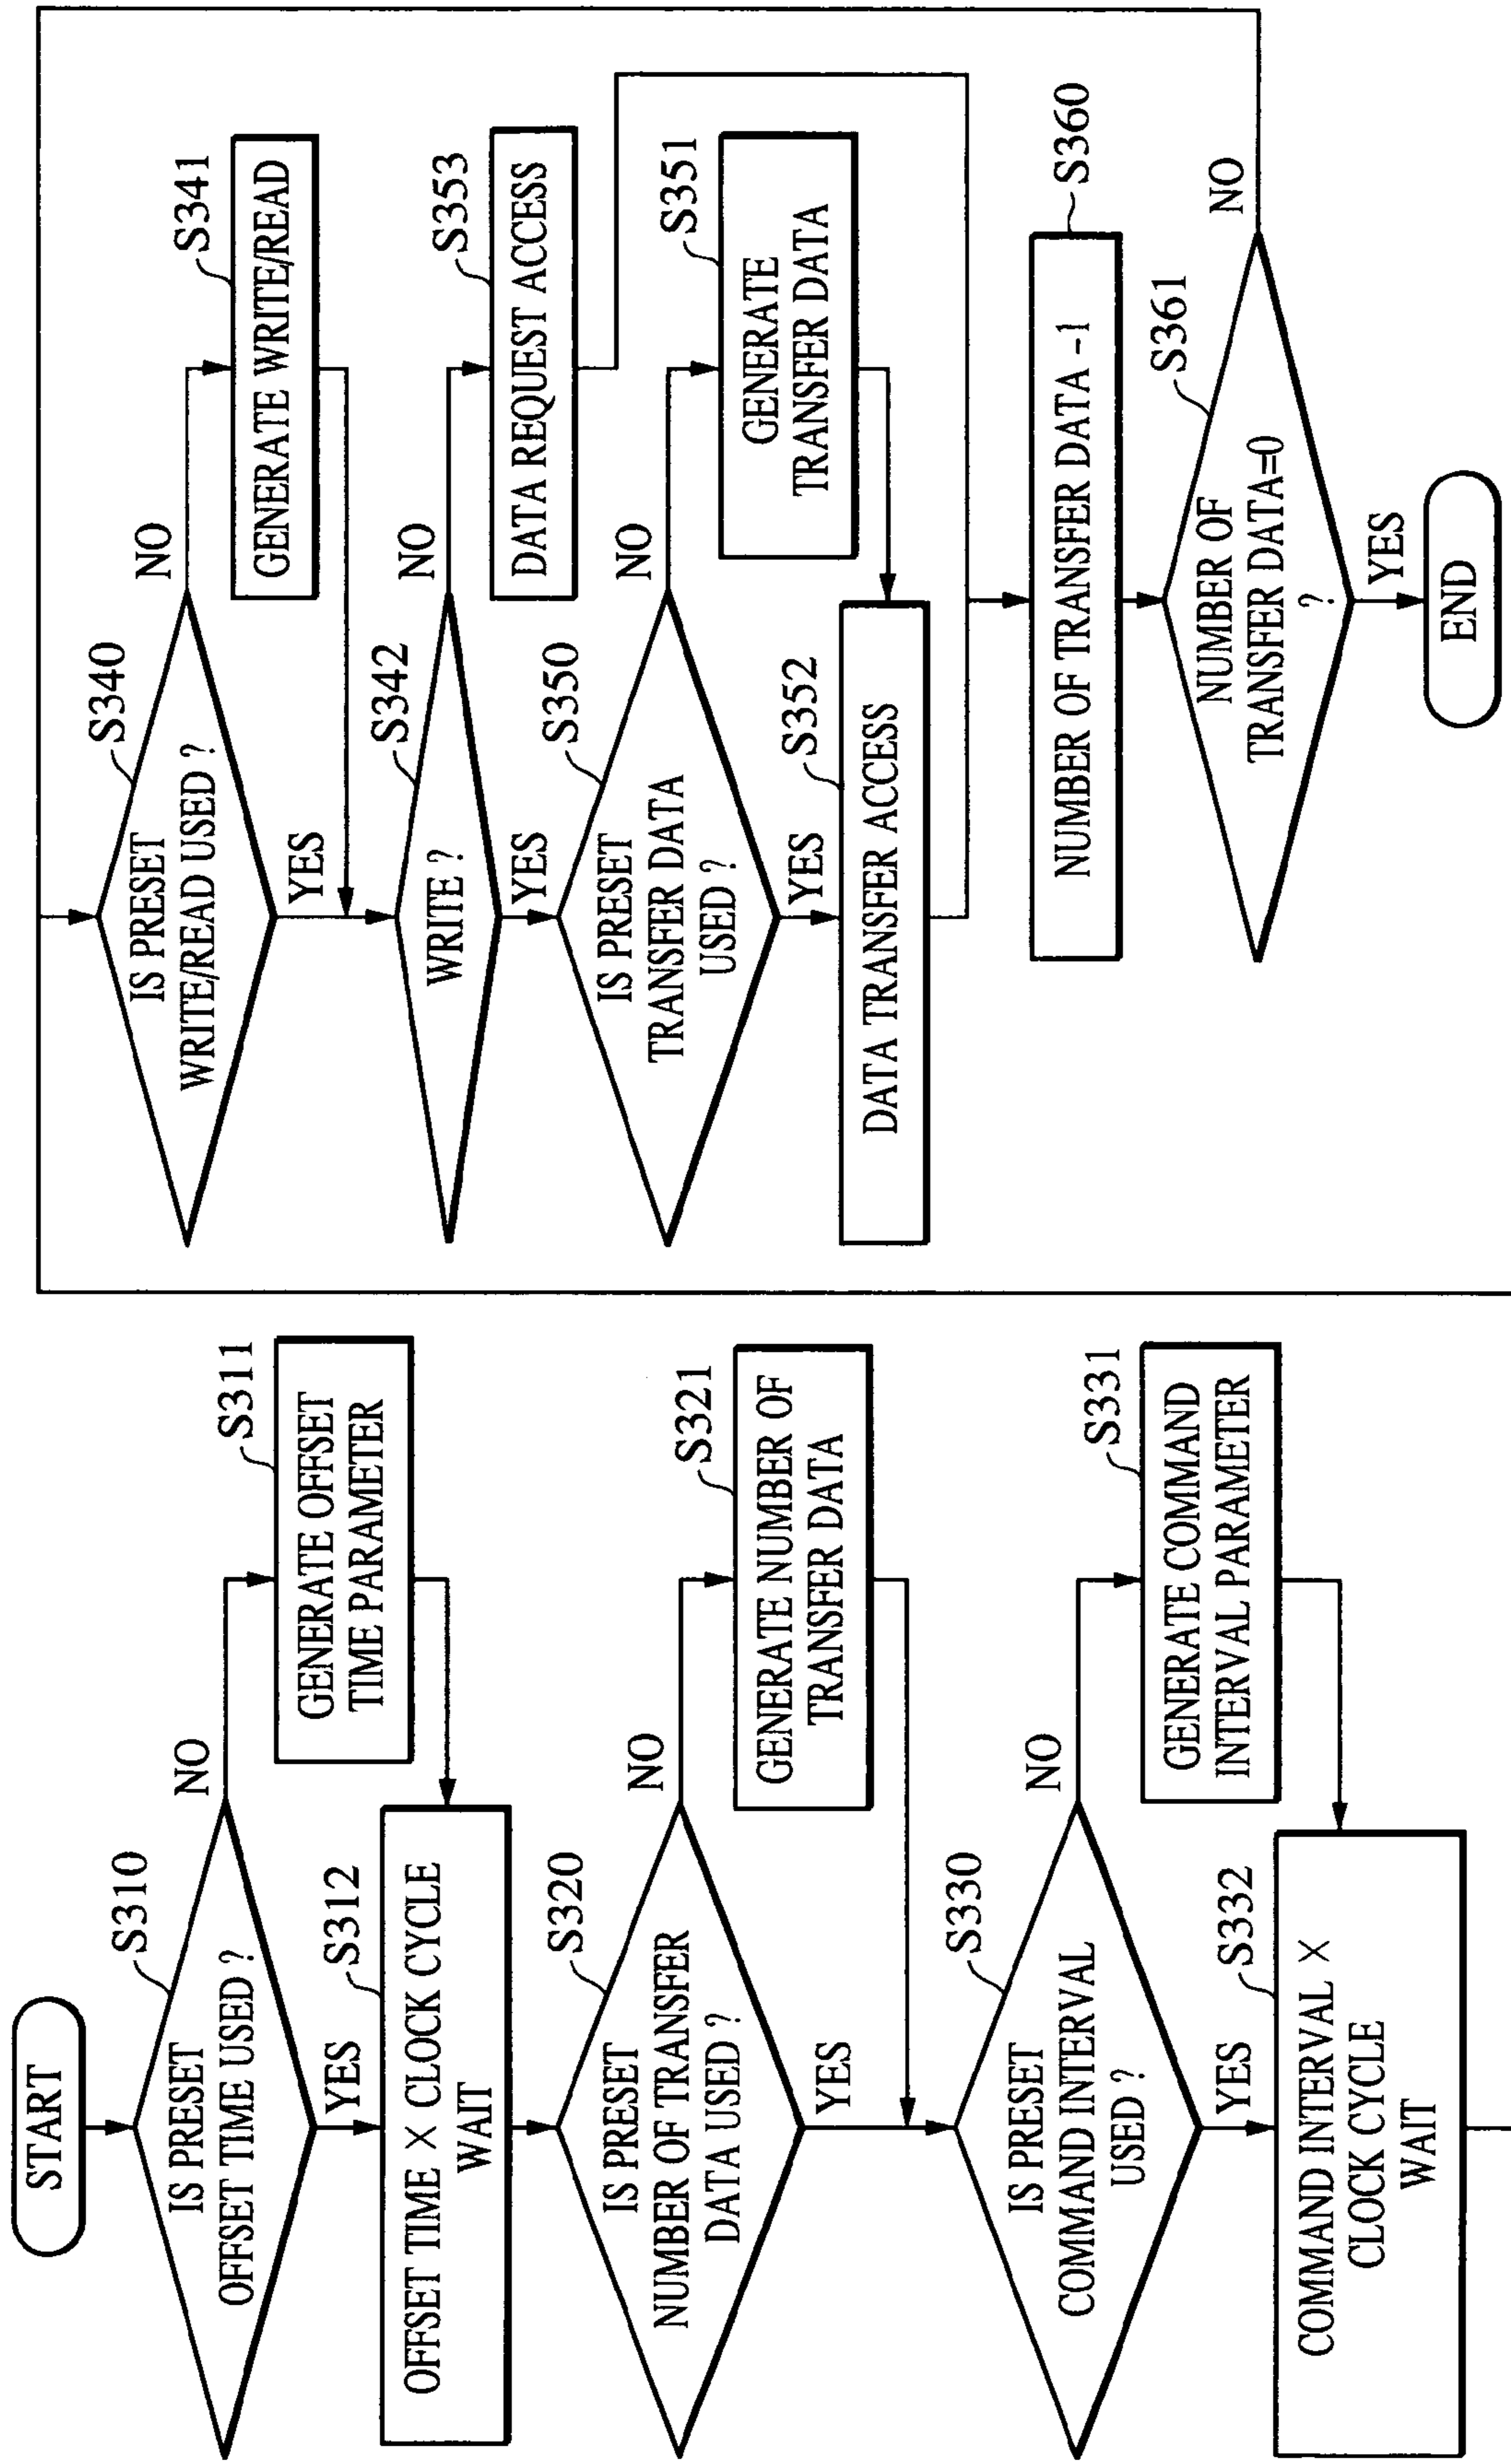 START
S310
IS PRESET
OFFSET TIME USED ?
NO
YES
S311
GENERATE OFFSET
TIME PARAMETER
S312
OFFSET TIME × CLOCK CYCLE
WAIT
S320
IS PRESET
NUMBER OF TRANSFER
DATA USED ?
NO
YES
S321
GENERATE NUMBER OF
TRANSFER DATA
S330
IS PRESET
COMMAND INTERVAL
USED ?
NO
YES
S331
GENERATE COMMAND
INTERVAL PARAMETER
S332
COMMAND INTERVAL ×
CLOCK CYCLE
WAIT
S340
IS PRESET
WRITE/READ USED ?
NO
YES
S341
GENERATE WRITE/READ
S342
WRITE ?
NO
YES
S353
DATA REQUEST ACCESS
S350
IS PRESET
TRANSFER DATA
USED ?
NO
YES
S351
GENERATE
TRANSFER DATA
S352
DATA TRANSFER ACCESS
S360
NUMBER OF TRANSFER DATA -1
S361
NUMBER OF
TRANSFER DATA=0
?
NO
YES
END